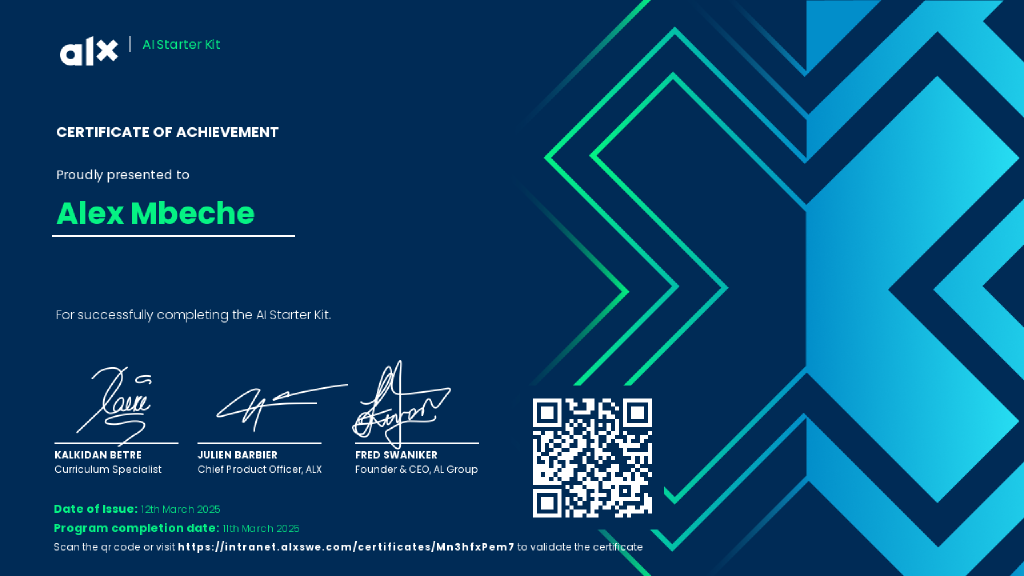 alx | AI Starter Kit
CERTIFICATE OF ACHIEVEMENT
Proudly presented to
Alex Mbeche
For successfully completing the AI Starter Kit.
KALKIDAN BETRE
Curriculum Specialist
JULIEN BARBIER
Chief Product Officer, ALX
FRED SWANIKER
Founder & CEO, AL Group
Date of Issue: 12th March 2025
Program completion date: 11th March 2025
Scan the qr code or visit https://intranet.alxswe.com/certificates/Mn3hfxPem7 to validate the certificate